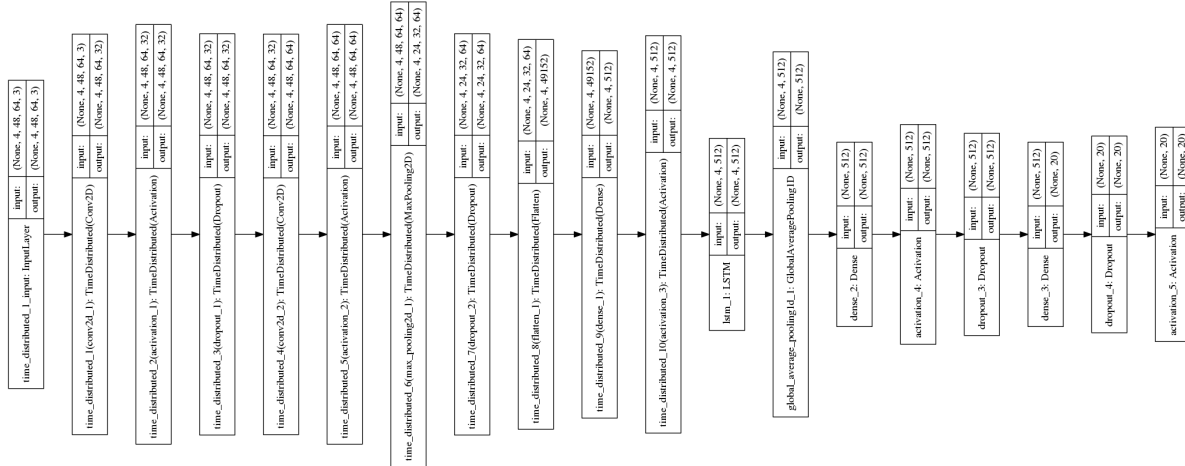 time_distributed_1_input: InputLayer
input: (None, 4, 48, 64, 3)
output: (None, 4, 48, 64, 3)
time_distributed_1(conv2d_1): TimeDistributed(Conv2D)
input: (None, 4, 48, 64, 3)
output: (None, 4, 48, 64, 32)
time_distributed_2(activation_1): TimeDistributed(Activation)
input: (None, 4, 48, 64, 32)
output: (None, 4, 48, 64, 32)
time_distributed_3(dropout_1): TimeDistributed(Dropout)
input: (None, 4, 48, 64, 32)
output: (None, 4, 48, 64, 32)
time_distributed_4(conv2d_2): TimeDistributed(Conv2D)
input: (None, 4, 48, 64, 32)
output: (None, 4, 48, 64, 64)
time_distributed_5(activation_2): TimeDistributed(Activation)
input: (None, 4, 48, 64, 64)
output: (None, 4, 48, 64, 64)
time_distributed_6(max_pooling2d_1): TimeDistributed(MaxPooling2D)
input: (None, 4, 48, 64, 64)
output: (None, 4, 24, 32, 64)
time_distributed_7(dropout_2): TimeDistributed(Dropout)
input: (None, 4, 24, 32, 64)
output: (None, 4, 24, 32, 64)
time_distributed_8(flatten_1): TimeDistributed(Flatten)
input: (None, 4, 24, 32, 64)
output: (None, 4, 49152)
time_distributed_9(dense_1): TimeDistributed(Dense)
input: (None, 4, 49152)
output: (None, 4, 512)
time_distributed_10(activation_3): TimeDistributed(Activation)
input: (None, 4, 512)
output: (None, 4, 512)
lstm_1: LSTM
input: (None, 4, 512)
output: (None, 4, 512)
global_average_pooling1d_1: GlobalAveragePooling1D
input: (None, 4, 512)
output: (None, 512)
dense_2: Dense
input: (None, 512)
output: (None, 512)
activation_4: Activation
input: (None, 512)
output: (None, 512)
dropout_3: Dropout
input: (None, 512)
output: (None, 512)
dense_3: Dense
input: (None, 512)
output: (None, 20)
dropout_4: Dropout
input: (None, 20)
output: (None, 20)
activation_5: Activation
input: (None, 20)
output: (None, 20)